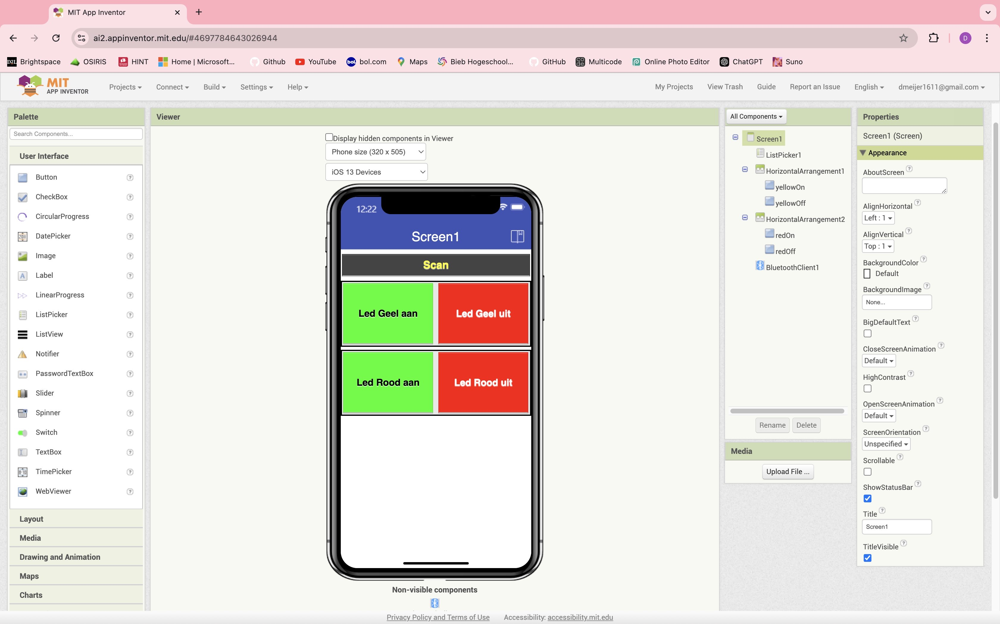 MIT App Inventor
ai2.appinventor.mit.edu/#4697784643026944
D
D2L Brightspace OSIRIS HINT Home | Microsoft... Github YouTube bol. bol.com Maps Bieb Hogeschool... GitHub CO DE Multicode Online Photo Editor ChatGPT Suno
MIT
APP INVENTOR
Projects Connect Build Settings Help My Projects View Trash Guide Report an Issue English dmeijer1611@gmail.com
Palette
Search Components...
User Interface
Button ?
CheckBox ?
CircularProgress ?
DatePicker ?
Image ?
Label ?
LinearProgress ?
ListPicker ?
ListView ?
Notifier ?
PasswordTextBox ?
Slider ?
Spinner ?
Switch ?
TextBox ?
TimePicker ?
WebViewer ?
Layout
Media
Drawing and Animation
Maps
Charts
Viewer
Display hidden components in Viewer
Phone size (320 x 505)
iOS 13 Devices
12:22
Screen1
Scan
Led Geel aan Led Geel uit
Led Rood aan Led Rood uit
Non-visible components
All Components
Screen1
ListPicker1
HorizontalArrangement1
yellowOn
yellowOff
HorizontalArrangement2
redOn
redOff
BluetoothClient1
Rename Delete
Media
Upload File ...
Properties
Screen1 (Screen)
Appearance
AboutScreen ?
AlignHorizontal ?
Left : 1
AlignVertical ?
Top : 1
BackgroundColor ?
Default
BackgroundImage ?
None...
BigDefaultText ?
CloseScreenAnimation ?
Default
HighContrast ?
OpenScreenAnimation ?
Default
ScreenOrientation ?
Unspecified
Scrollable ?
ShowStatusBar ?
Title ?
Screen1
TitleVisible ?
Privacy Policy and Terms of Use Accessibility: accessibility.mit.edu